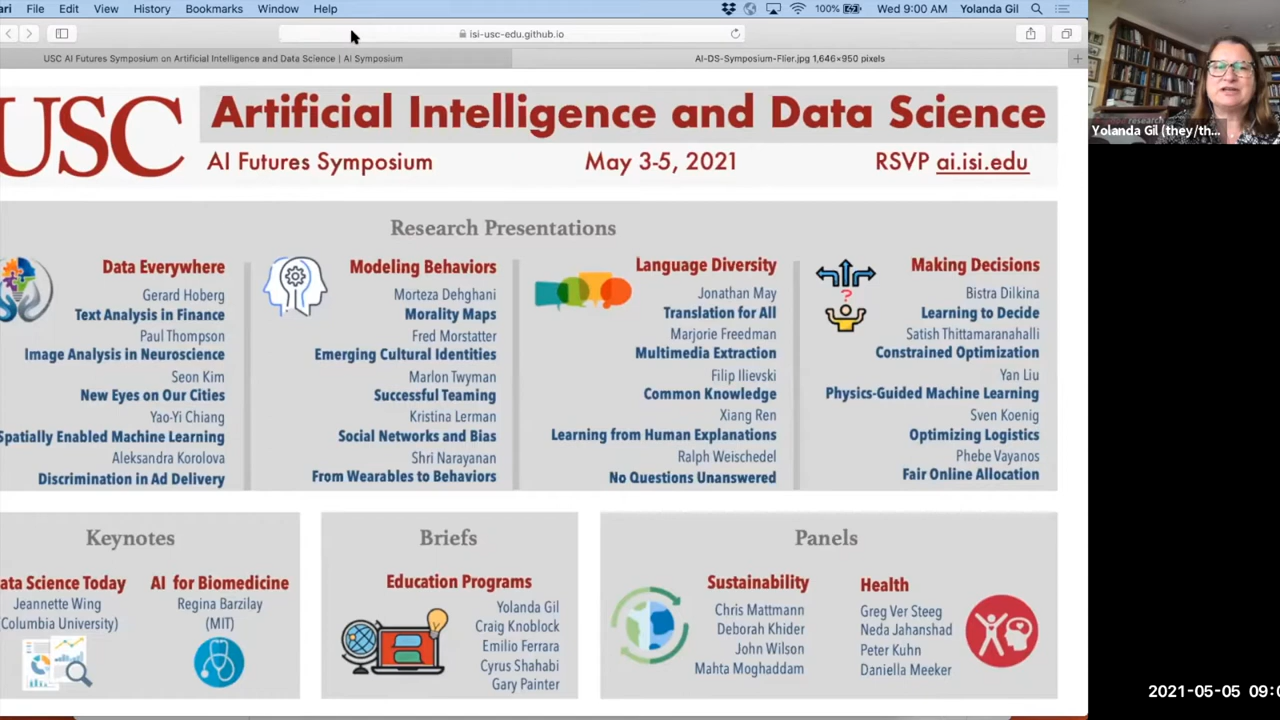 ari File Edit View History Bookmarks Window Help 100% Wed 9:00 AM Yolanda Gil
isi-usc-edu.github.io
USC AI Futures Symposium on Artificial Intelligence and Data Science | AI Symposium
AI-DS-Symposium-Flier.jpg 1,646×950 pixels
USC
Artificial Intelligence and Data Science
AI Futures Symposium May 3-5, 2021 RSVP ai.isi.edu
Research Presentations
Data Everywhere
Gerard Hoberg
Text Analysis in Finance
Paul Thompson
Image Analysis in Neuroscience
Seon Kim
New Eyes on Our Cities
Yao-Yi Chiang
Spatially Enabled Machine Learning
Aleksandra Korolova
Discrimination in Ad Delivery
Modeling Behaviors
Morteza Dehghani
Morality Maps
Fred Morstatter
Emerging Cultural Identities
Marlon Twyman
Successful Teaming
Kristina Lerman
Social Networks and Bias
Shri Narayanan
From Wearables to Behaviors
Language Diversity
Jonathan May
Translation for All
Marjorie Freedman
Multimedia Extraction
Filip Ilievski
Common Knowledge
Xiang Ren
Learning from Human Explanations
Ralph Weischedel
No Questions Unanswered
?
Making Decisions
Bistra Dilkina
Learning to Decide
Satish Thittamaranahalli
Constrained Optimization
Yan Liu
Physics-Guided Machine Learning
Sven Koenig
Optimizing Logistics
Phebe Vayanos
Fair Online Allocation
Keynotes
ata Science Today
Jeannette Wing
(Columbia University)
AI for Biomedicine
Regina Barzilay
(MIT)
Briefs
Education Programs
Yolanda Gil
Craig Knoblock
Emilio Ferrara
Cyrus Shahabi
Gary Painter
Panels
Sustainability
Chris Mattmann
Deborah Khider
John Wilson
Mahta Moghaddam
Health
Greg Ver Steeg
Neda Jahanshad
Peter Kuhn
Daniella Meeker
research
Yolanda Gil (they/th...
2021-05-05 09:0